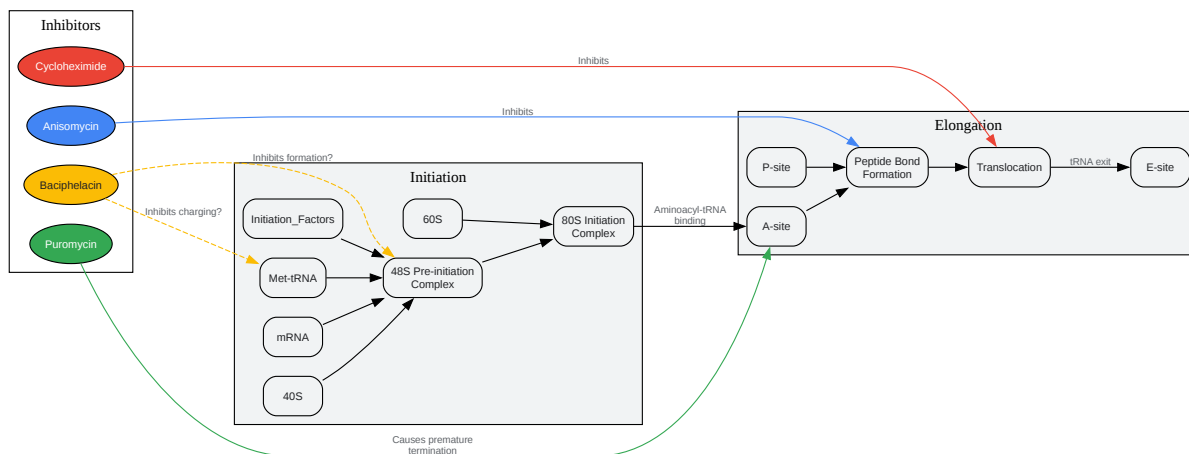 Inhibitors
Cycloheximide
Anisomycin
Baciphelacin
Puromycin
Inhibits
Inhibits
Inhibits formation?
Inhibits charging?
Initiation
Initiation_Factors
60S
80S Initiation
Complex
Met-tRNA
48S Pre-initiation
Complex
mRNA
40S
Aminoacyl-tRNA
binding
Elongation
P-site
Peptide Bond
Formation
Translocation
tRNA exit
E-site
A-site
Causes premature
termination